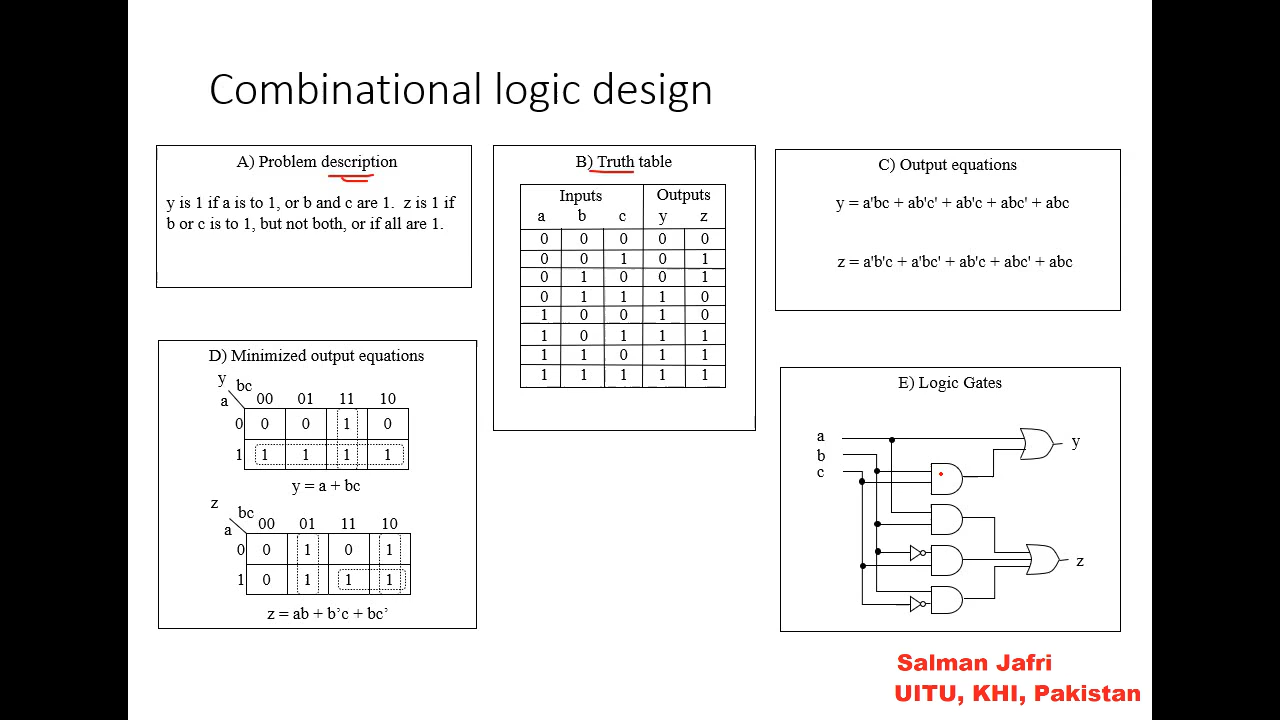 Combinational logic design
A) Problem description
y is 1 if a is to 1, or b and c are 1.  z is 1 if
b or c is to 1, but not both, or if all are 1.
B) Truth table
Inputs Outputs
a b c y z
0 0 0 0 0
0 0 1 0 1
0 1 0 0 1
0 1 1 1 0
1 0 0 1 0
1 0 1 1 1
1 1 0 1 1
1 1 1 1 1
C) Output equations
y = a'bc + ab'c' + ab'c + abc' + abc
z = a'b'c + a'bc' + ab'c + abc' + abc
D) Minimized output equations
y
bc
a
00 01 11 10
0 0 0 1 0
1 1 1 1 1
y = a + bc
z
bc
a
00 01 11 10
0 0 1 0 1
1 0 1 1 1
z = ab + b’c + bc’
E) Logic Gates
a
b
c
y
z
Salman Jafri
UITU, KHI, Pakistan